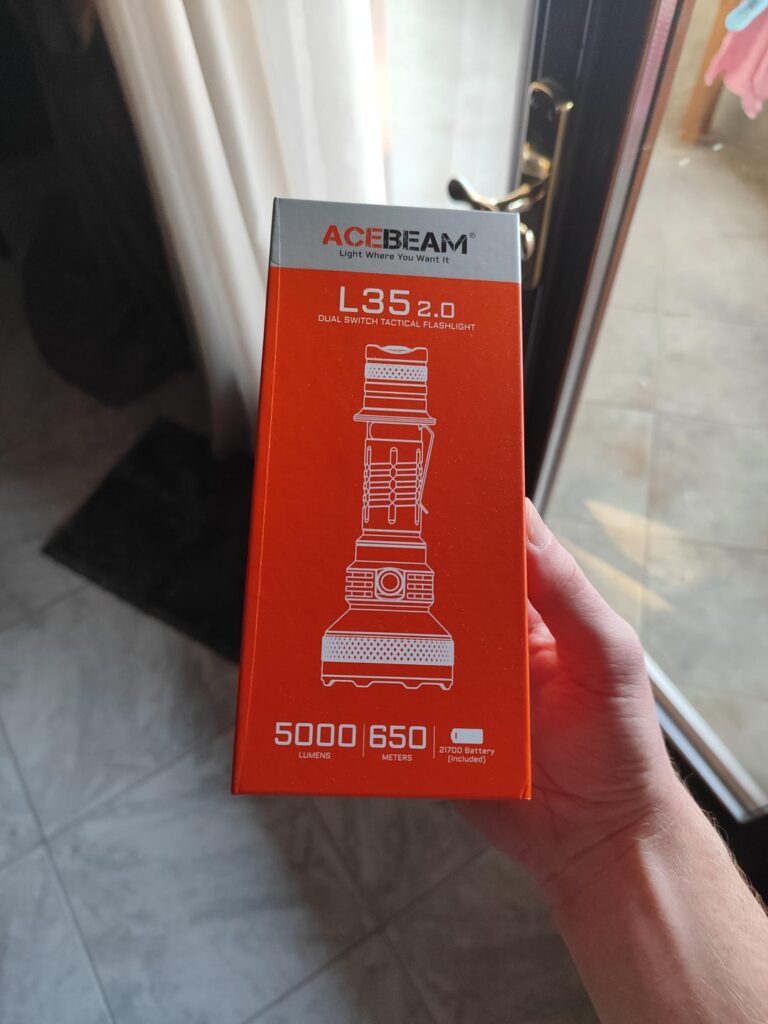 ACEBEAM®
Light Where You Want It
L35 2.0
DUAL SWITCH TACTICAL FLASHLIGHT
5000 650
LUMENS METERS
21700 Battery
(Included)